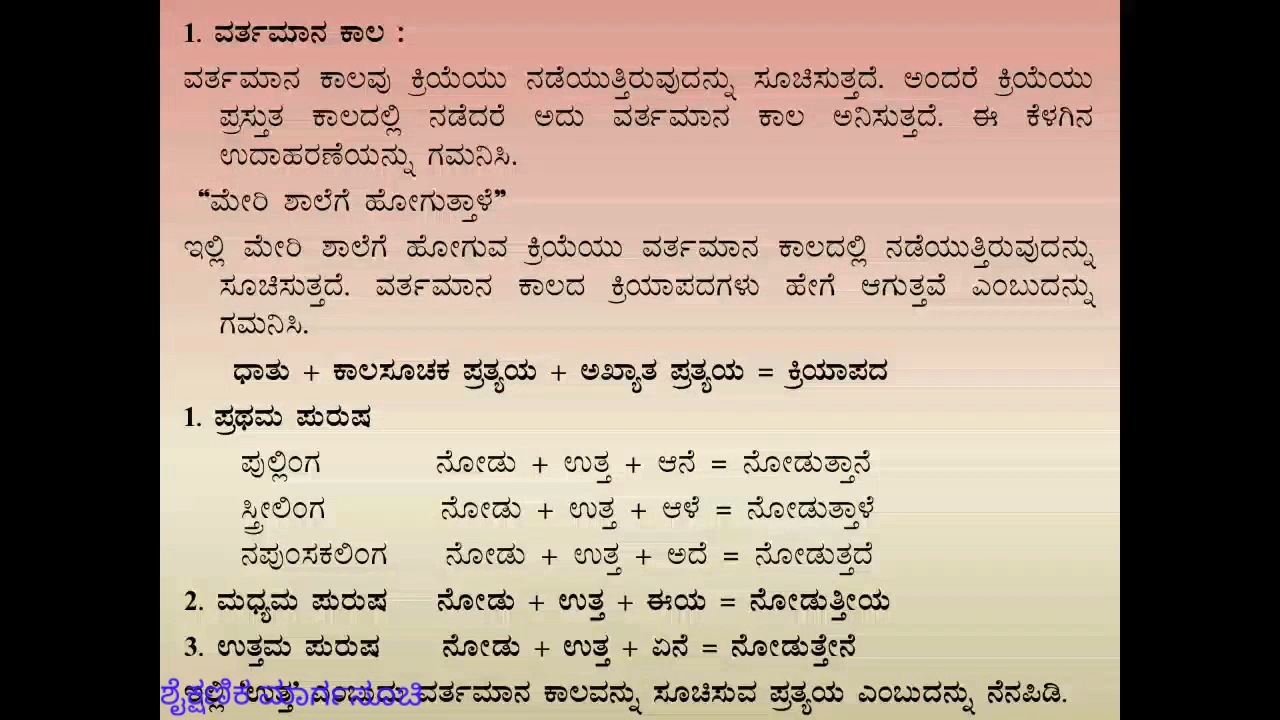 1. ವರ್ತಮಾನ ಕಾಲ :
ವರ್ತಮಾನ ಕಾಲವು ಕ್ರಿಯೆಯು ನಡೆಯುತ್ತಿರುವುದನ್ನು ಸೂಚಿಸುತ್ತದೆ. ಅಂದರೆ ಕ್ರಿಯೆಯು
ಪ್ರಸ್ತುತ ಕಾಲದಲ್ಲಿ ನಡೆದರೆ ಅದು ವರ್ತಮಾನ ಕಾಲ ಅನಿಸುತ್ತದೆ. ಈ ಕೆಳಗಿನ
ಉದಾಹರಣೆಯನ್ನು ಗಮನಿಸಿ.
“ಮೇರಿ ಶಾಲೆಗೆ ಹೋಗುತ್ತಾಳೆ”
ಇಲ್ಲಿ ಮೇರಿ ಶಾಲೆಗೆ ಹೋಗುವ ಕ್ರಿಯೆಯು ವರ್ತಮಾನ ಕಾಲದಲ್ಲಿ ನಡೆಯುತ್ತಿರುವುದನ್ನು
ಸೂಚಿಸುತ್ತದೆ. ವರ್ತಮಾನ ಕಾಲದ ಕ್ರಿಯಾಪದಗಳು ಹೇಗೆ ಆಗುತ್ತವೆ ಎಂಬುದನ್ನು
ಗಮನಿಸಿ.
ಧಾತು + ಕಾಲಸೂಚಕ ಪ್ರತ್ಯಯ + ಅಖ್ಯಾತ ಪ್ರತ್ಯಯ = ಕ್ರಿಯಾಪದ
1. ಪ್ರಥಮ ಪುರುಷ
ಪುಲ್ಲಿಂಗ ನೋಡು + ಉತ್ತ + ಆನೆ = ನೋಡುತ್ತಾನೆ
ಸ್ತ್ರೀಲಿಂಗ ನೋಡು + ಉತ್ತ + ಆಳೆ = ನೋಡುತ್ತಾಳೆ
ನಪುಂಸಕಲಿಂಗ ನೋಡು + ಉತ್ತ + ಅದೆ = ನೋಡುತ್ತದೆ
2. ಮಧ್ಯಮ ಪುರುಷ ನೋಡು + ಉತ್ತ + ಈಯ = ನೋಡುತ್ತೀಯ
3. ಉತ್ತಮ ಪುರುಷ ನೋಡು + ಉತ್ತ + ಏನೆ = ನೋಡುತ್ತೇನೆ
ವರ್ತಮಾನ ಕಾಲವನ್ನು ಸೂಚಿಸುವ ಪ್ರತ್ಯಯ ಎಂಬುದನ್ನು ನೆನಪಿಡಿ.
ಶೈಕ್ಷಣಿಕ ಮಾರ್ಗಸೂಚಿ